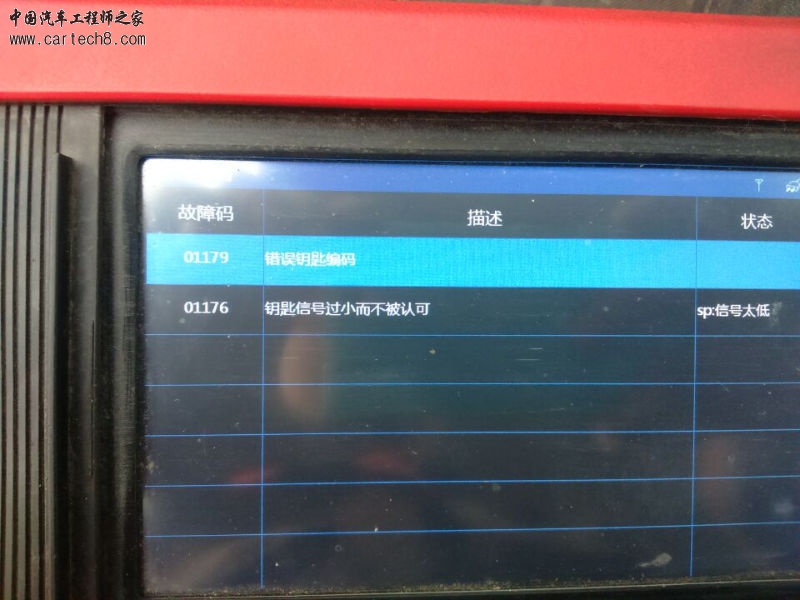 中国汽车工程师之家
www.cartech8.com
故障码 描述 状态
01179 错误钥匙编码
01176 钥匙信号过小而不被认可 sp:信号太低